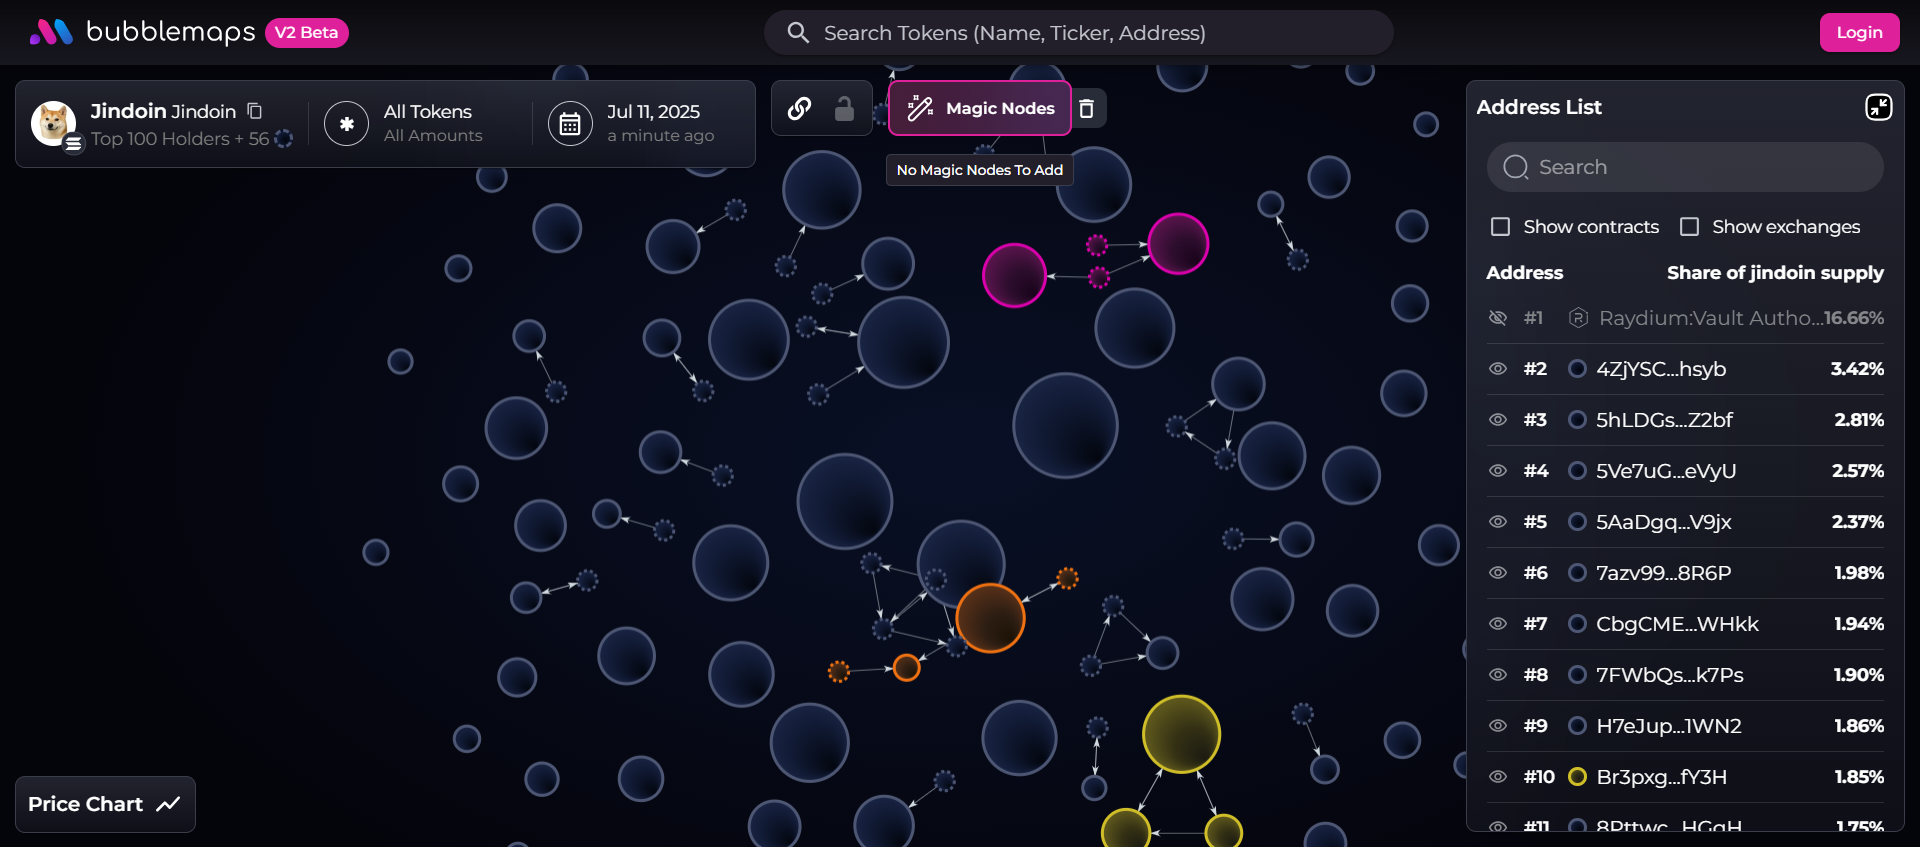 bubblemaps V2 Beta
Search Tokens (Name, Ticker, Address)
Login
Jindoin Jindoin
Top 100 Holders + 56
All Tokens
All Amounts
Jul 11, 2025
a minute ago
Magic Nodes
No Magic Nodes To Add
Address List
Search
Show contracts Show exchanges
Address Share of jindoin supply
#1 Raydium:Vault Autho... 16.66%
#2 4ZjYSC...hsyb 3.42%
#3 5hLDGs...Z2bf 2.81%
#4 5Ve7uG...eVyU 2.57%
#5 5AaDgq...V9jx 2.37%
#6 7azv99...8R6P 1.98%
#7 CbgCME...WHkk 1.94%
#8 7FWbQs...k7Ps 1.90%
#9 H7eJup...1WN2 1.86%
#10 Br3pxg...fY3H 1.85%
#11 8Pttwc...HGgH 1.75%
Price Chart